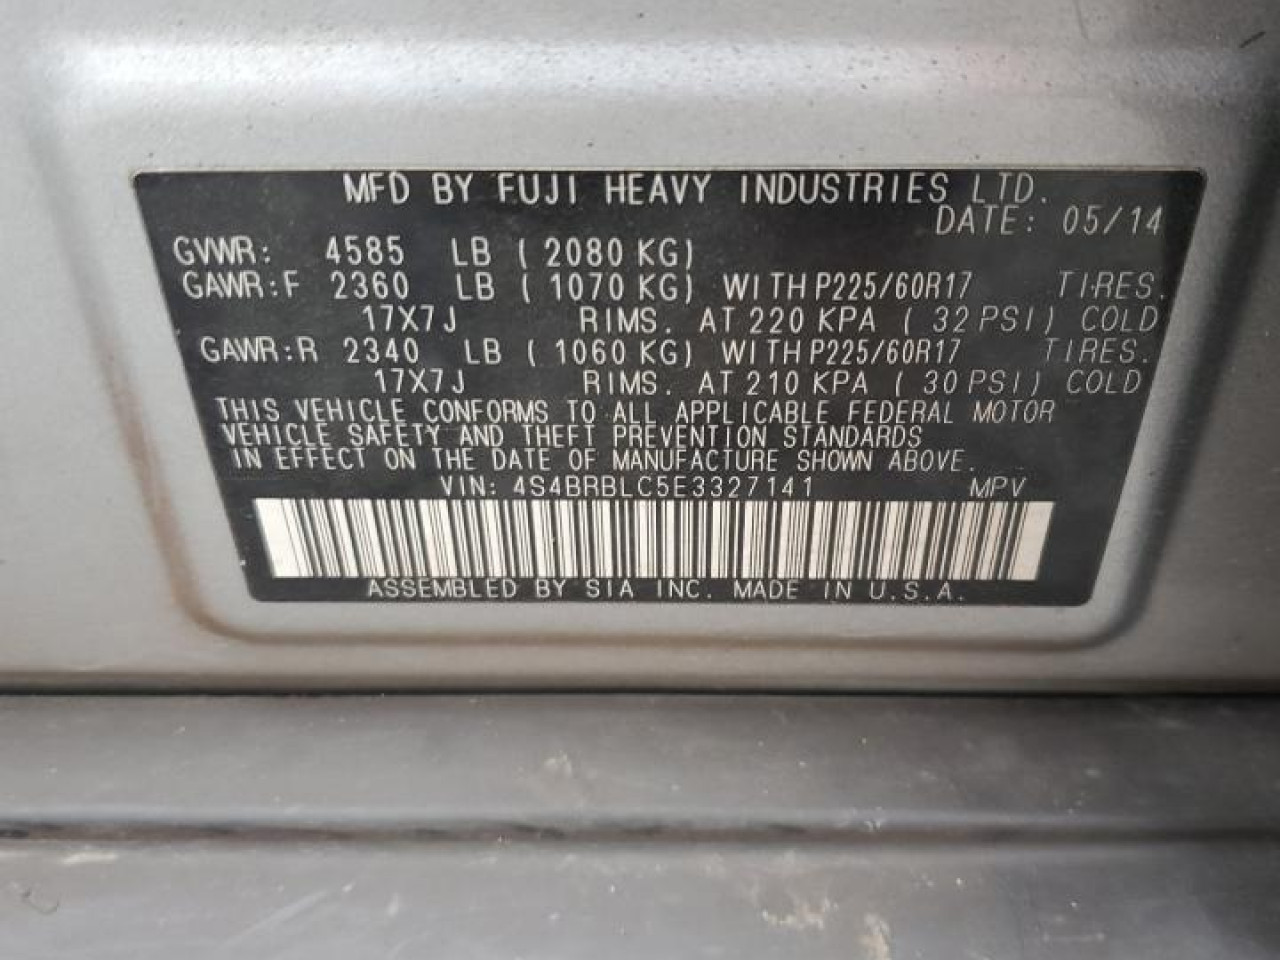 MFD BY FUJI HEAVY INDUSTRIES LTD.
DATE: 05/14
GVWR: 4585 LB (2080 KG)
GAWR:F 2360 LB (1070 KG) WITH P225/60R17 TIRES.
17X7J RIMS. AT 220 KPA (32 PSI) COLD
GAWR:R 2340 LB (1060 KG) WITH P225/60R17 TIRES.
17X7J RIMS. AT 210 KPA (30 PSI) COLD
THIS VEHICLE CONFORMS TO ALL APPLICABLE FEDERAL MOTOR
VEHICLE SAFETY AND THEFT PREVENTION STANDARDS
IN EFFECT ON THE DATE OF MANUFACTURE SHOWN ABOVE.
VIN: 4S4BRBLC5E3327141 MPV
ASSEMBLED BY SIA INC. MADE IN U.S.A.